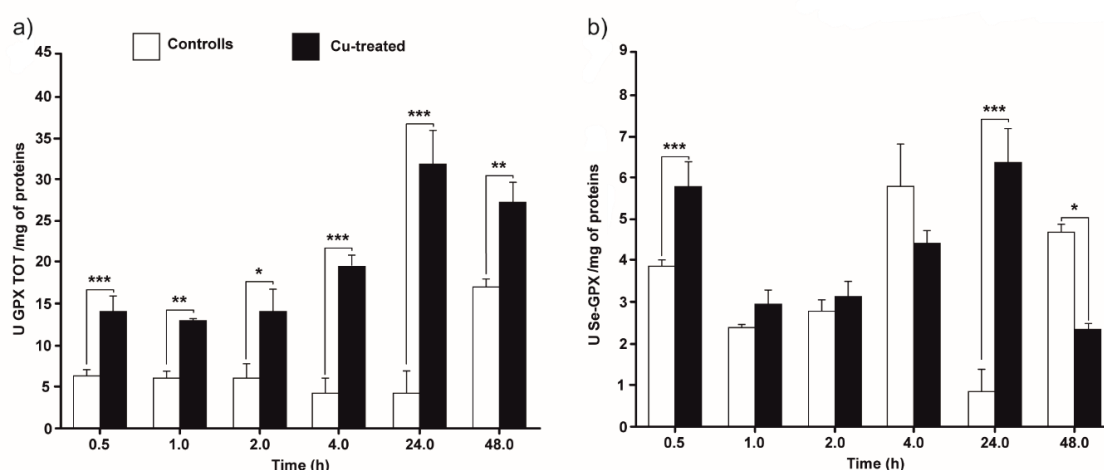 a)
Controlls
Cu-treated
U GPX TOT /mg of proteins
45
40
35
30
25
20
15
10
5
0
***
**
*
***
***
**
0.5 1.0 2.0 4.0 24.0 48.0
Time (h)
b)
U Se-GPX /mg of proteins
9
8
7
6
5
4
3
2
1
0
***
***
*
0.5 1.0 2.0 4.0 24.0 48.0
Time (h)